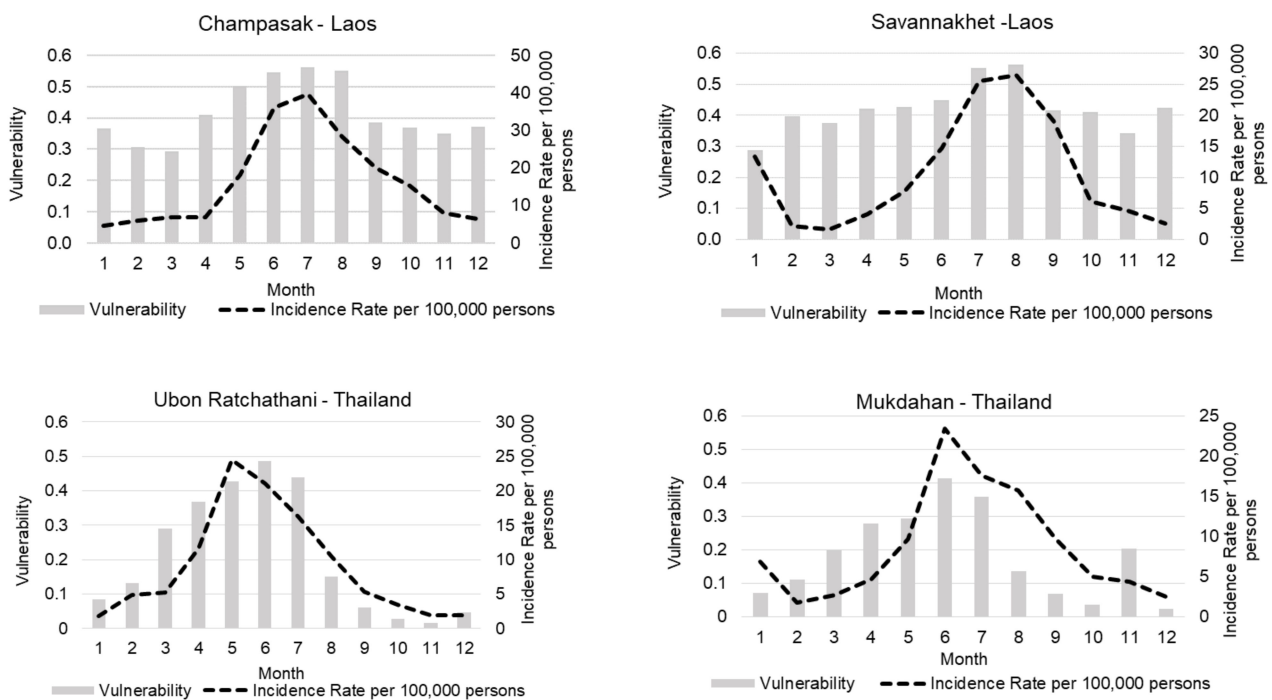 Champasak - Laos
Vulnerability
0.6
0.5
0.4
0.3
0.2
0.1
0.0
50
40
30
20
10
0
Incidence Rate per 100,000
persons
1 2 3 4 5 6 7 8 9 10 11 12
Month
Vulnerability Incidence Rate per 100,000 persons
Savannakhet -Laos
Vulnerability
0.6
0.5
0.4
0.3
0.2
0.1
0.0
30
25
20
15
10
5
0
Incidence Rate per 100,000
persons
1 2 3 4 5 6 7 8 9 10 11 12
Month
Vulnerability Incidence Rate per 100,000 persons
Ubon Ratchathani - Thailand
Vulnerability
0.6
0.5
0.4
0.3
0.2
0.1
0
30
25
20
15
10
5
0
Incidence Rate per 100,000
persons
1 2 3 4 5 6 7 8 9 10 11 12
Month
Vulnerability Incidence Rate per 100,000 persons
Mukdahan - Thailand
Vulnerability
0.6
0.5
0.4
0.3
0.2
0.1
0
25
20
15
10
5
0
Incidence Rate per 100,000
persons
1 2 3 4 5 6 7 8 9 10 11 12
Month
Vulnerability Incidence Rate per 100,000 persons